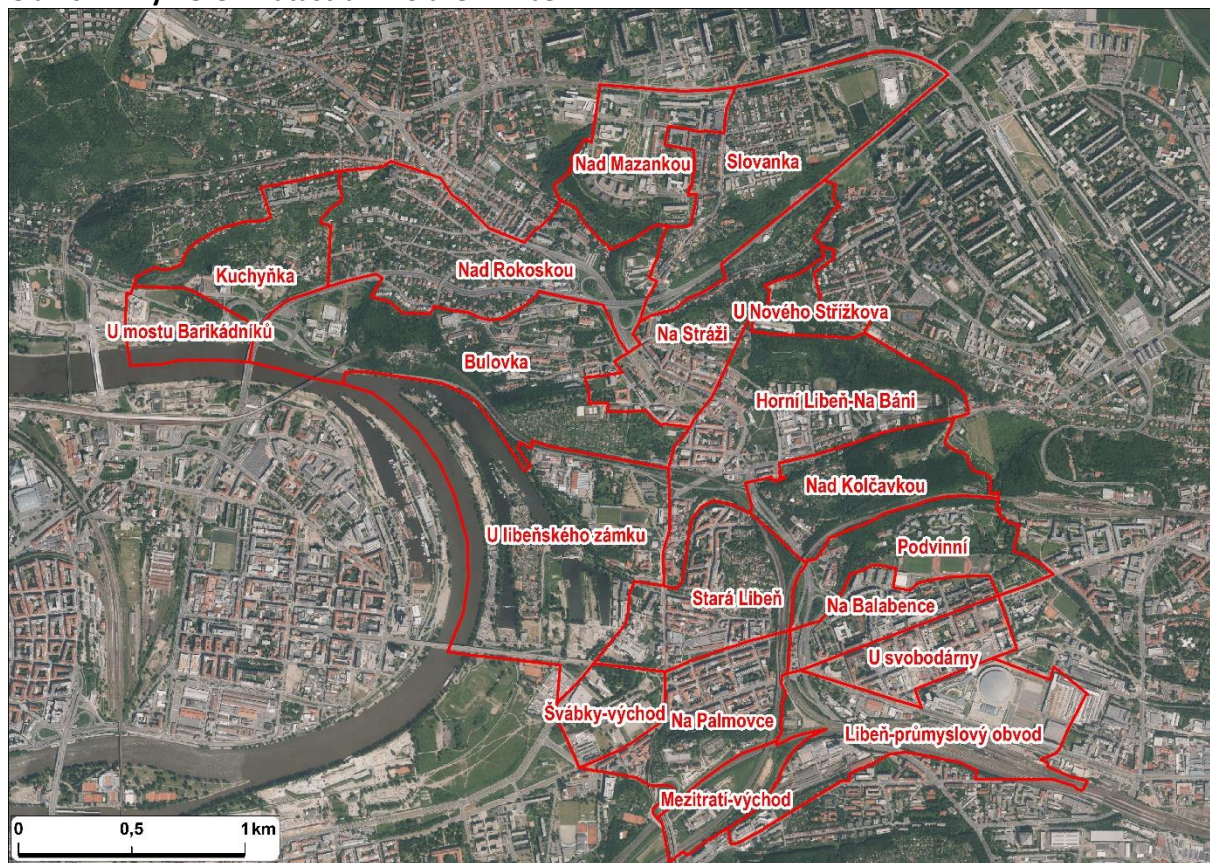 Nad Mazankou
Slovanka
Kuchyňka
Nad Rokoskou
U Nového Střížkova
U mostu Barikádníků
Na Stráži
Bulovka
Horní Libeň-Na Báni
Nad Kolčavkou
U libeňského zámku
Podvinní
Stará Libeň
Na Balabence
U svobodárny
Švábky-východ
Na Palmovce
Libeň-průmyslový obvod
Mezitratí-východ
0 0,5 1 km